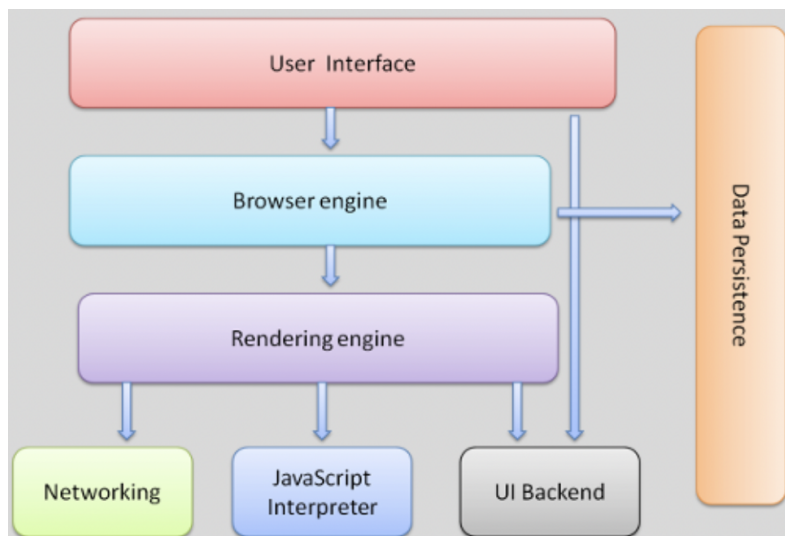 User Interface
Browser engine
Data Persistence
Rendering engine
Networking
JavaScript
Interpreter
UI Backend